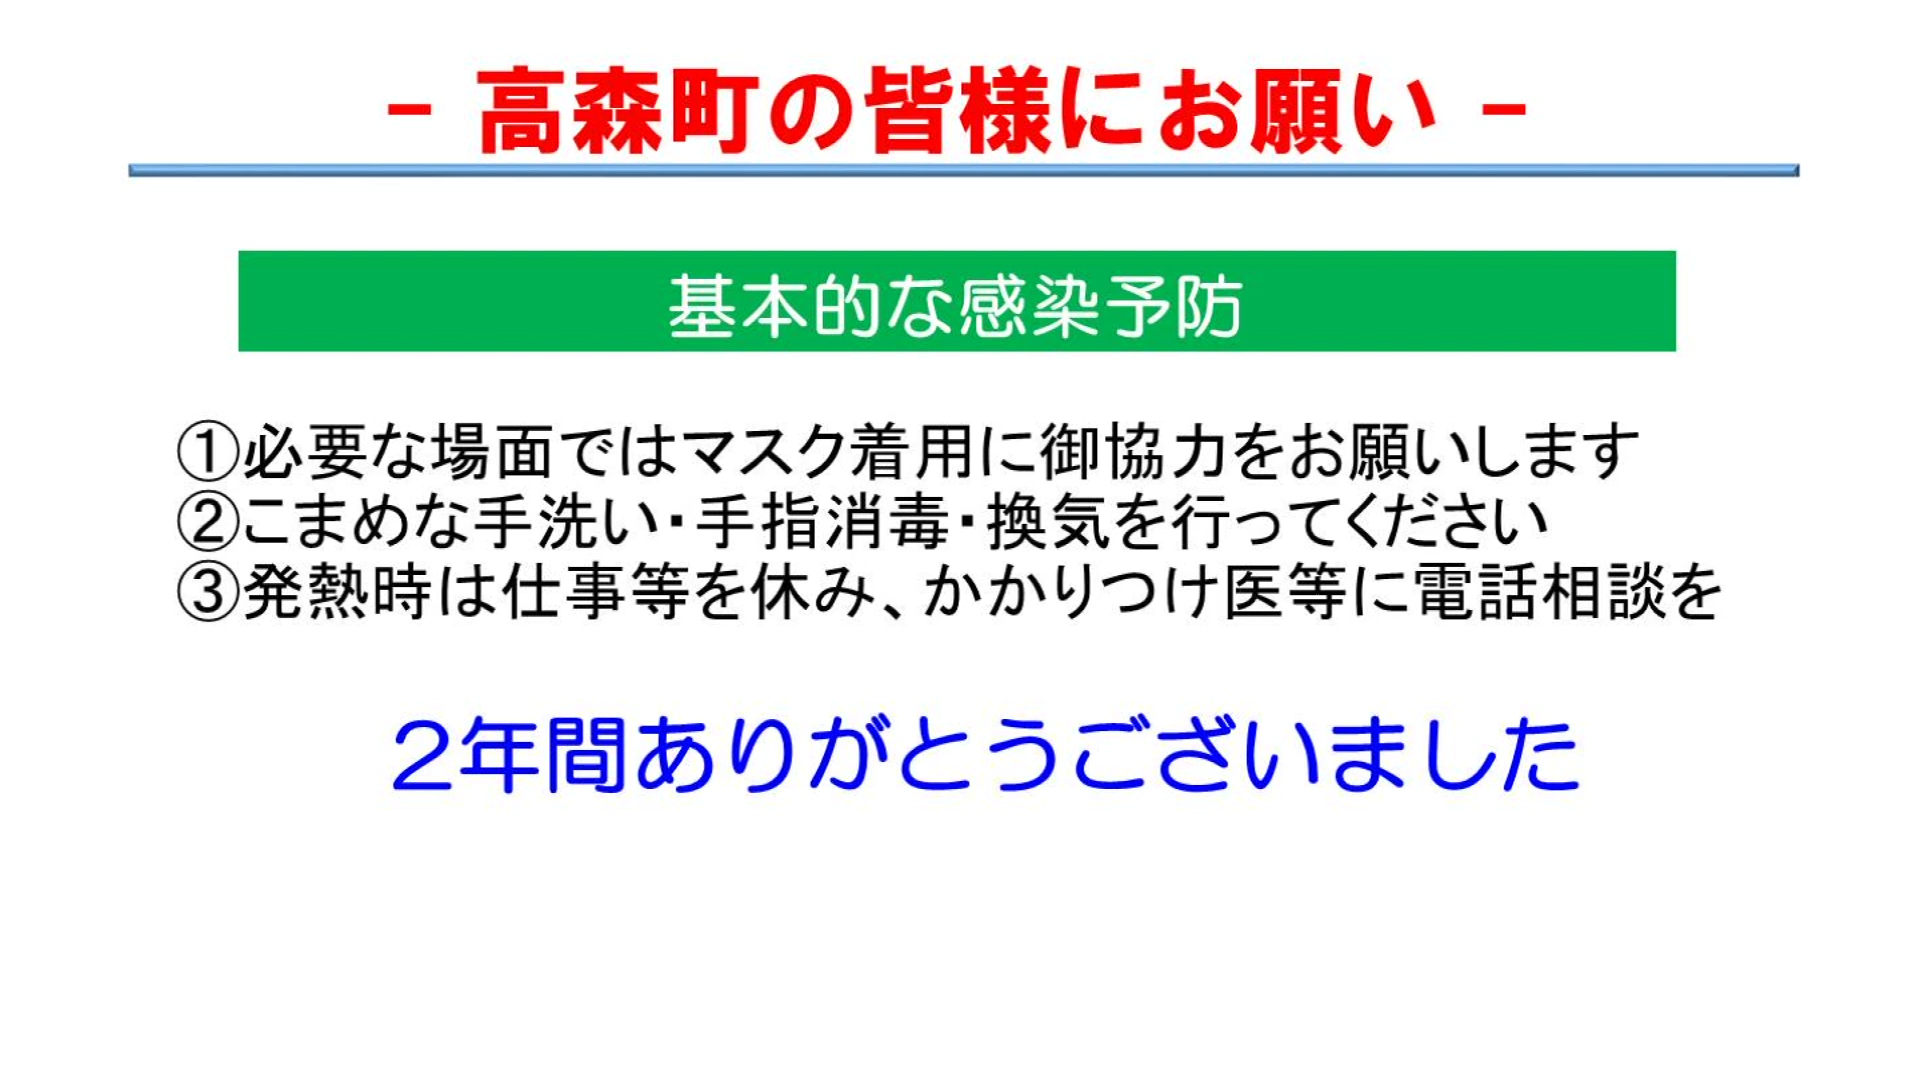 - 高森町の皆様にお願い -
基本的な感染予防
①必要な場面ではマスク着用に御協力をお願いします
②こまめな手洗い・手指消毒・換気を行ってください
③発熱時は仕事等を休み、かかりつけ医等に電話相談を
2年間ありがとうございました